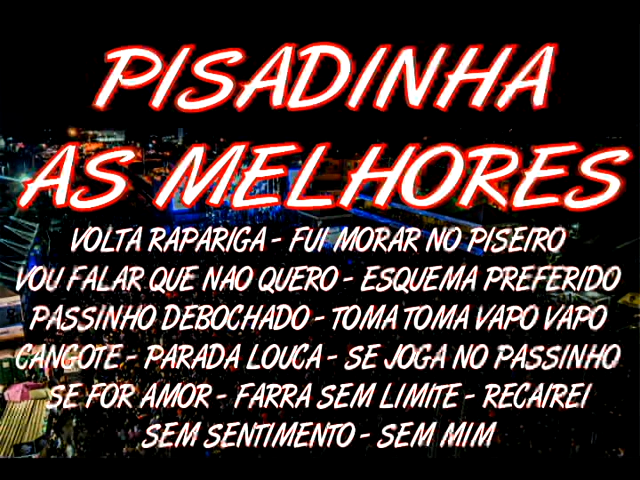 PISADINHA
AS MELHORES
VOLTA RAPARIGA - FUI MORAR NO PISEIRO
VOU FALAR QUE NAO QUERO - ESQUEMA PREFERIDO
PASSINHO DEBOCHADO - TOMA TOMA VAPO VAPO
CANGOTE - PARADA LOUCA - SE JOGA NO PASSINHO
SE FOR AMOR - FARRA SEM LIMITE - RECAIREI
SEM SENTIMENTO - SEM MIM